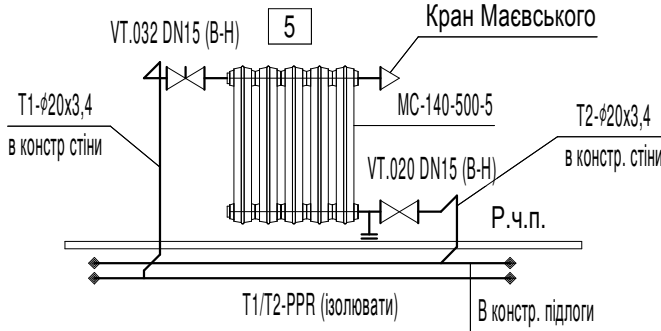 VT.032 DN15 (В-Н)
5
Кран Маєвського
Т1-φ20х3,4
в констр стіни
МС-140-500-5
Т2-φ20х3,4
в констр. стіни
VT.020 DN15 (В-Н)
Р.ч.п.
Т1/Т2-PPR (ізолювати)
В констр. підлоги